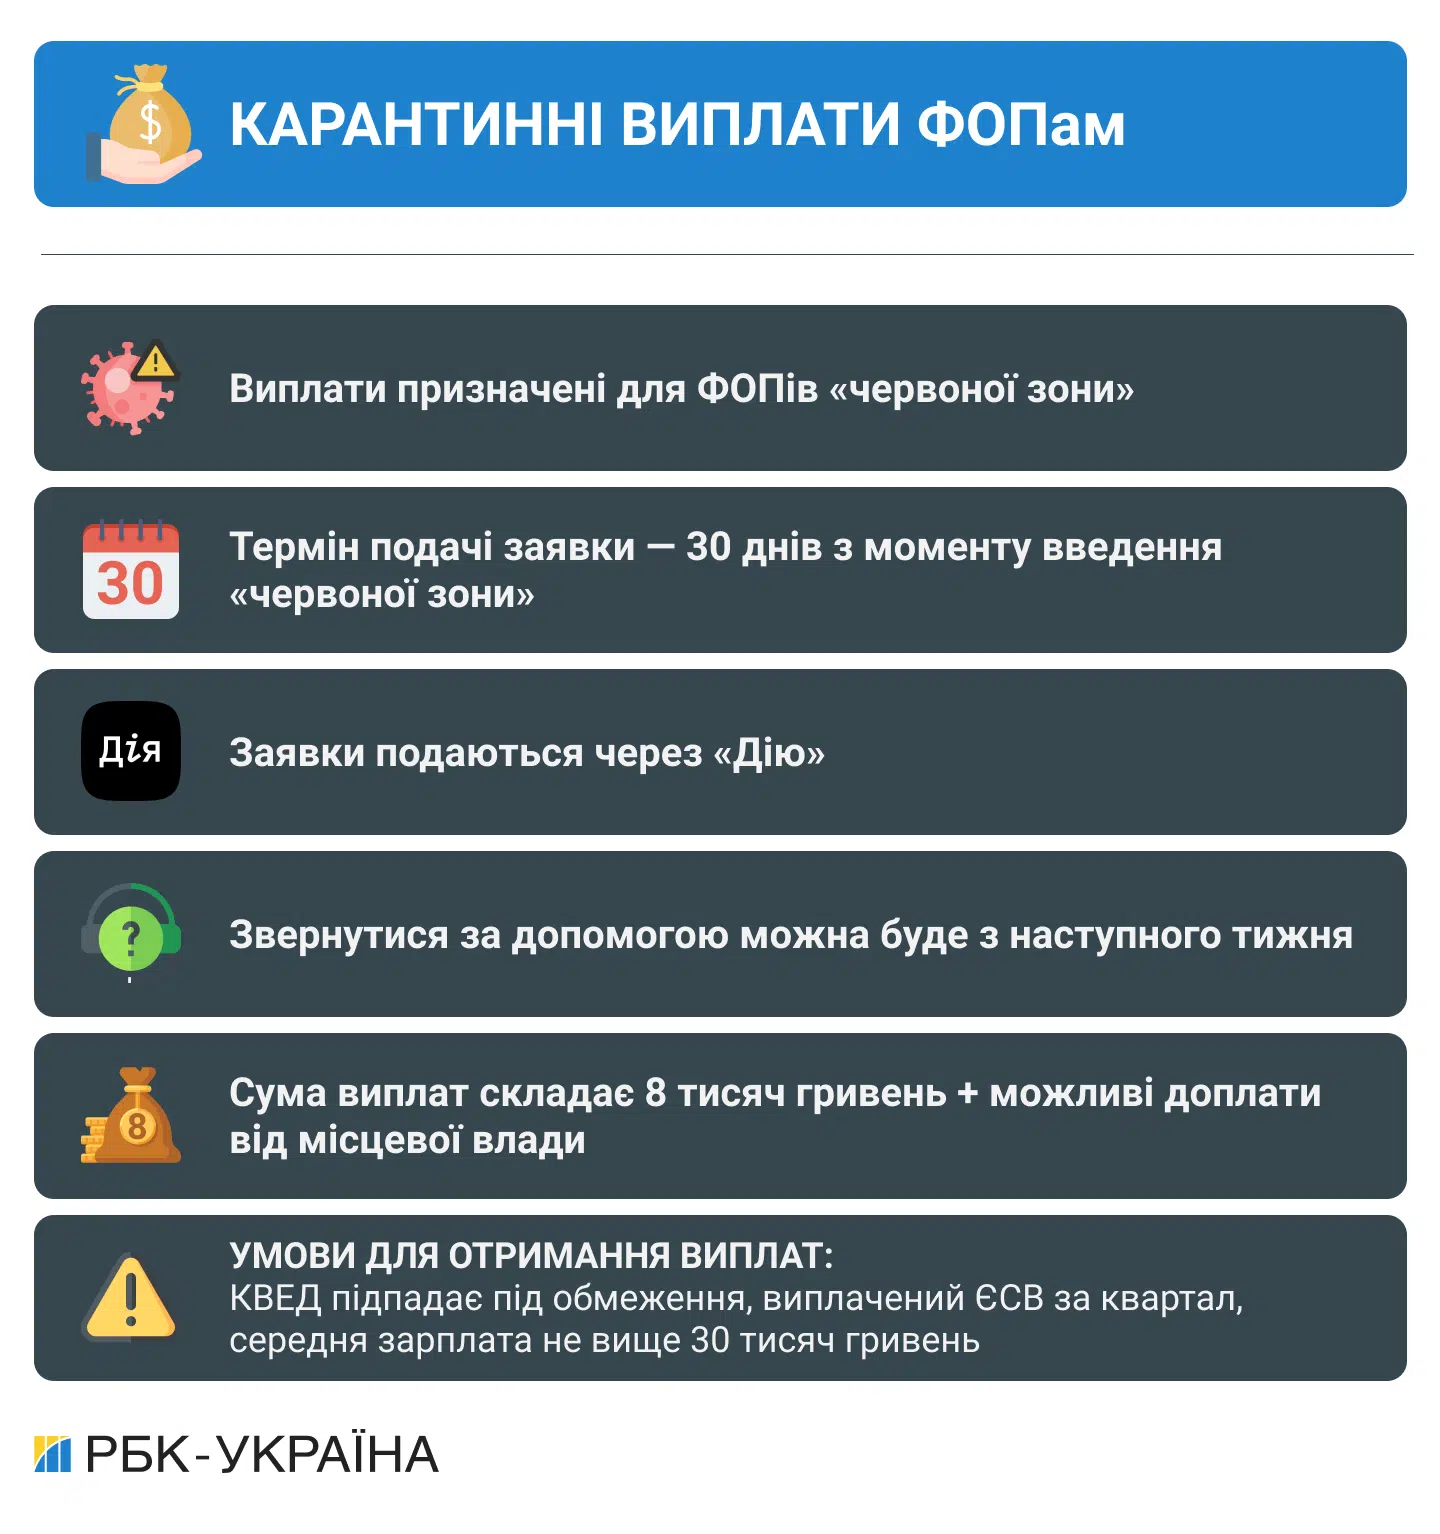 $
КАРАНТИННІ ВИПЛАТИ ФОПам
Виплати призначені для ФОПів «червоної зони»
30
Термін подачі заявки — 30 днів з моменту введення
«червоної зони»
Дія
Заявки подаються через «Дію»
?
Звернутися за допомогою можна буде з наступного тижня
8
Сума виплат складає 8 тисяч гривень + можливі доплати
від місцевої влади
УМОВИ ДЛЯ ОТРИМАННЯ ВИПЛАТ:
КВЕД підпадає під обмеження, виплачений ЄСВ за квартал,
середня зарплата не вище 30 тисяч гривень
РБК-УКРАЇНА